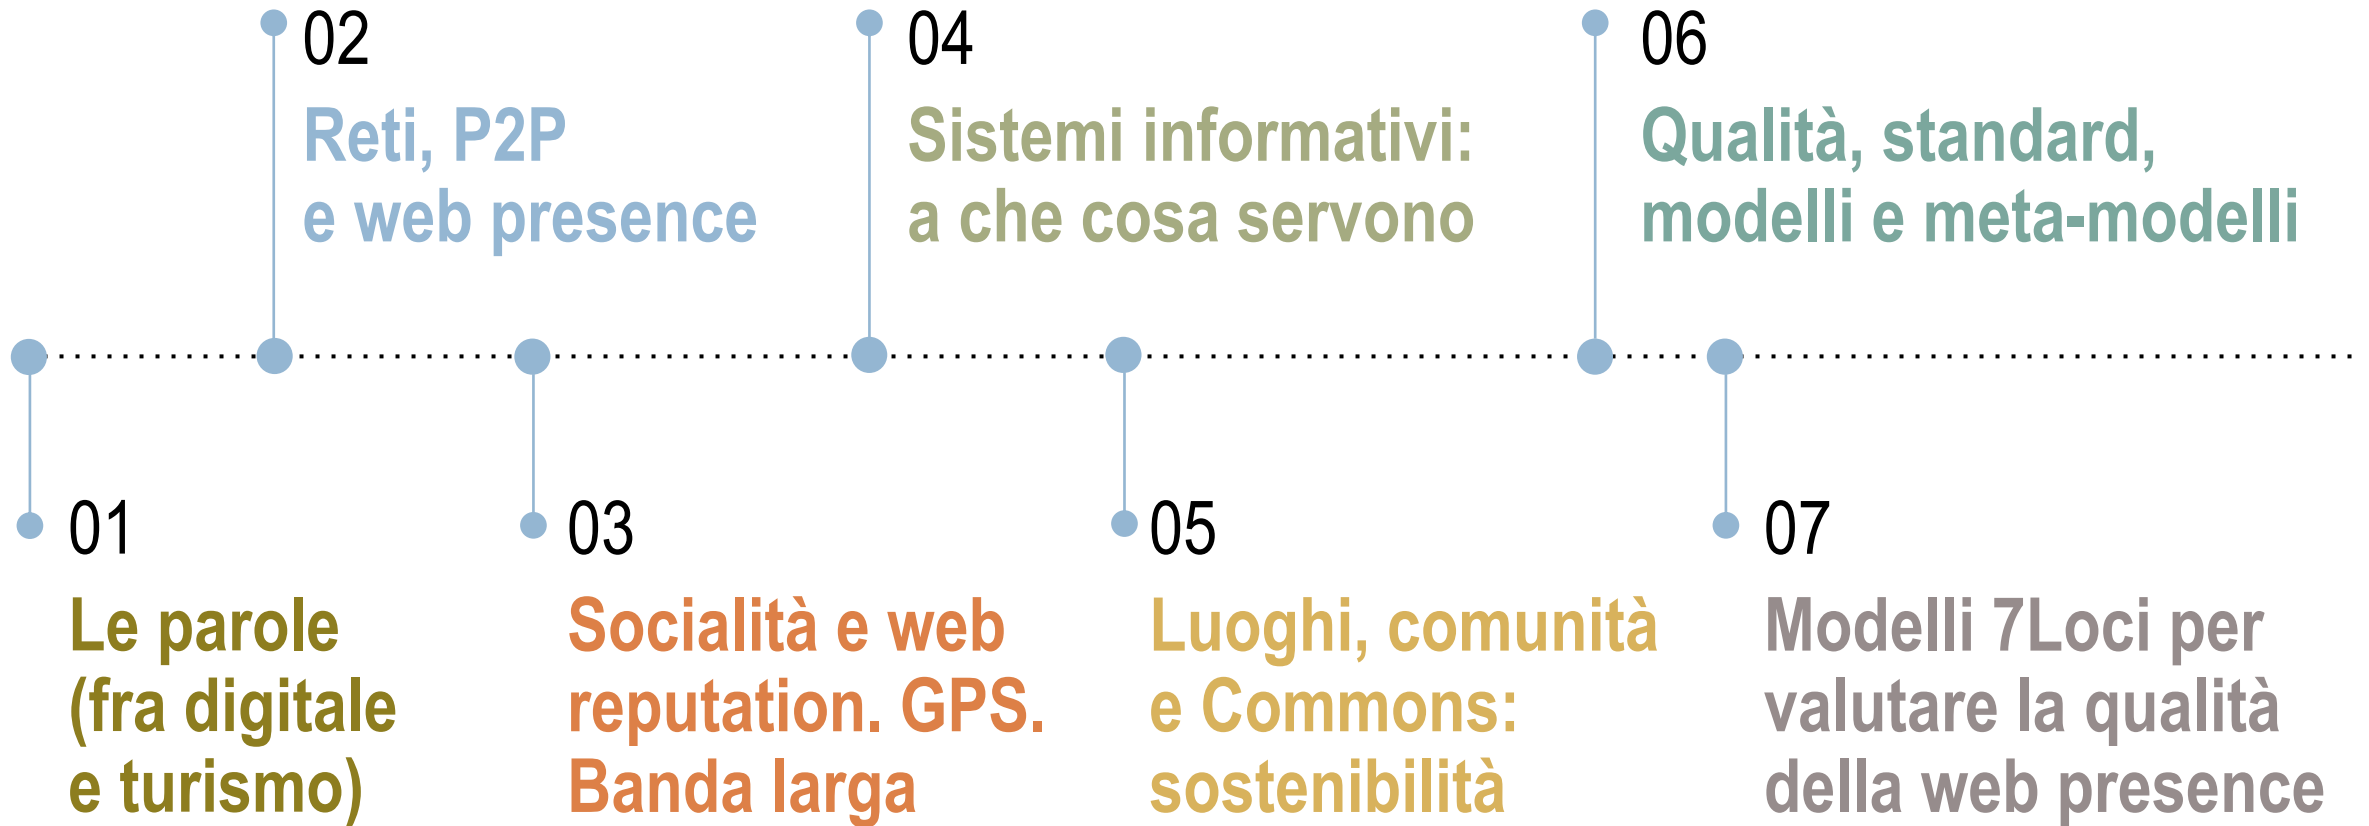 02
Reti, P2P
e web presence
04
Sistemi informativi:
a che cosa servono
06
Qualità, standard,
modelli e meta-modelli
01
Le parole
(fra digitale
e turismo)
03
Socialità e web
reputation. GPS.
Banda larga
05
Luoghi, comunità
e Commons:
sostenibilità
07
Modelli 7Loci per
valutare la qualità
della web presence